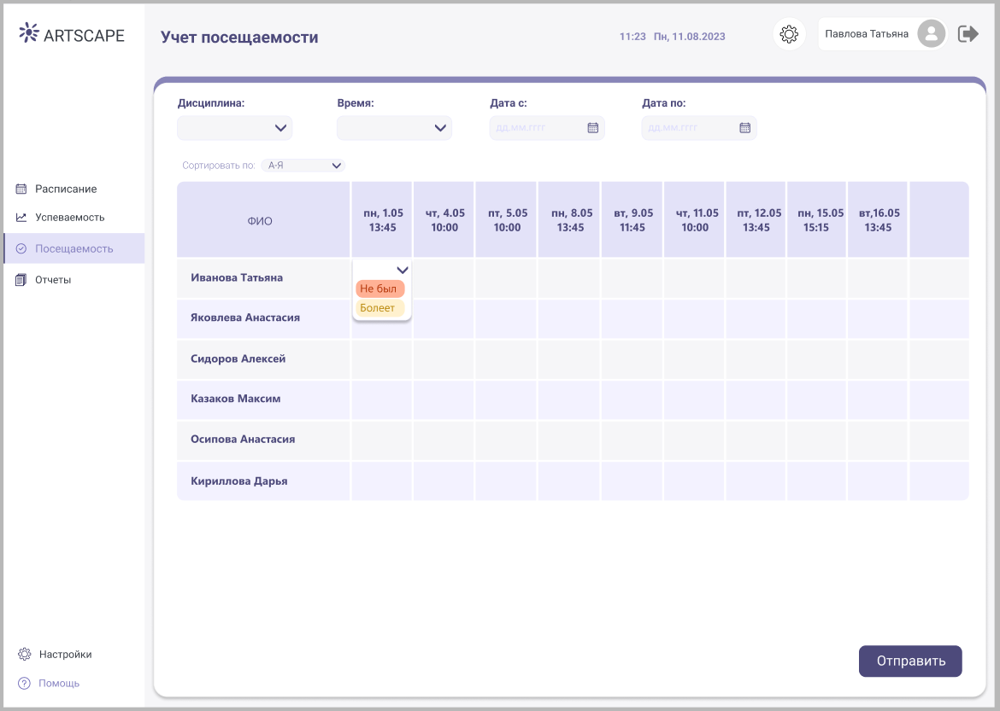 ARTSCAPE
Учет посещаемости
11:23 Пн, 11.08.2023
Павлова Татьяна
Дисциплина:
Время:
Дата с:
Дата по:
дд.мм.гггг
дд.мм.гггг
Сортировать по:
А-Я
Расписание
Успеваемость
Посещаемость
Отчеты
ФИО
пн, 1.05
13:45
чт, 4.05
10:00
пт, 5.05
10:00
пн, 8.05
13:45
вт, 9.05
11:45
чт, 11.05
10:00
пт, 12.05
13:45
пн, 15.05
15:15
вт,16.05
13:45
Иванова Татьяна
Не был
Болеет
Яковлева Анастасия
Сидоров Алексей
Казаков Максим
Осипова Анастасия
Кириллова Дарья
Настройки
Помощь
Отправить